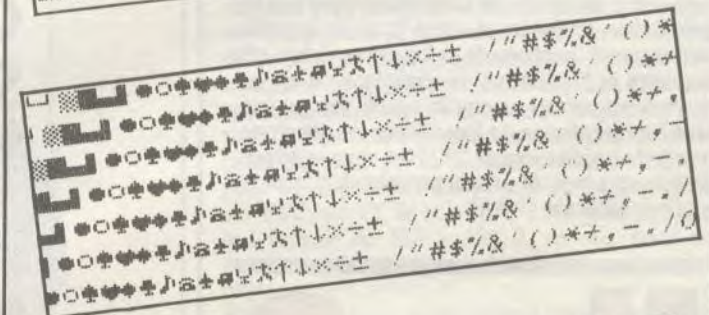 ▒█ ●○♠♥♦♣♪ ↑↓×÷± !"#$%&'()*
▒█ ●○♠♥♦♣♪ ↑↓×÷± !"#$%&'()*+
▒█ ●○♠♥♦♣♪ ↑↓×÷± !"#$%&'()*+,
█ ●○♠♥♦♣♪ ↑↓×÷± !"#$%&'()*+,-
●○♠♥♦♣♪ ↑↓×÷± !"#$%&'()*+,-.
●○♠♥♦♣♪ ↑↓×÷± !"#$%&'()*+,-./
●○♠♥♦♣♪ ↑↓×÷± !"#$%&'()*+,-./0